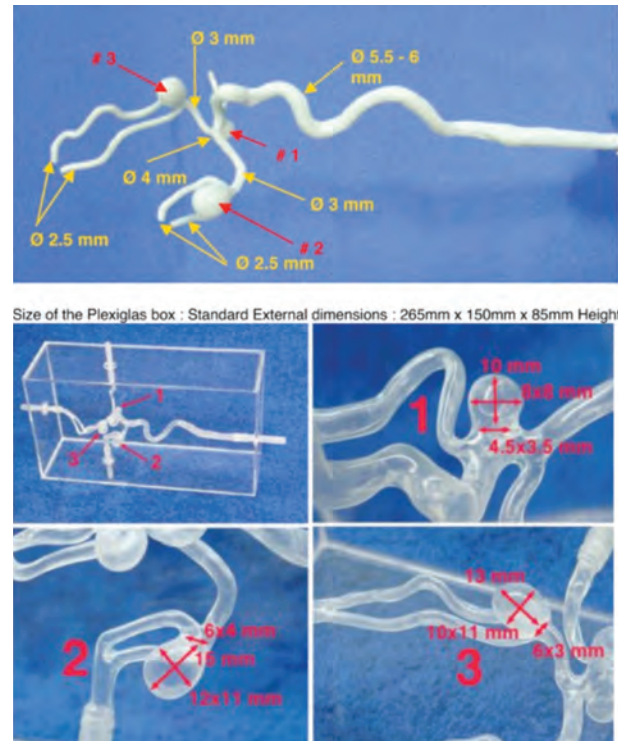 Ø 3 mm
Ø 5.5 - 6
mm
# 3
# 1
Ø 4 mm
Ø 3 mm
Ø 2.5 mm
# 2
Ø 2.5 mm
Size of the Plexiglas box : Standard External dimensions : 265mm x 150mm x 85mm Height
1
3
2
1
10 mm
8x8 mm
4.5x3.5 mm
2
6x4 mm
15 mm
12x11 mm
3
13 mm
10x11 mm
6x3 mm